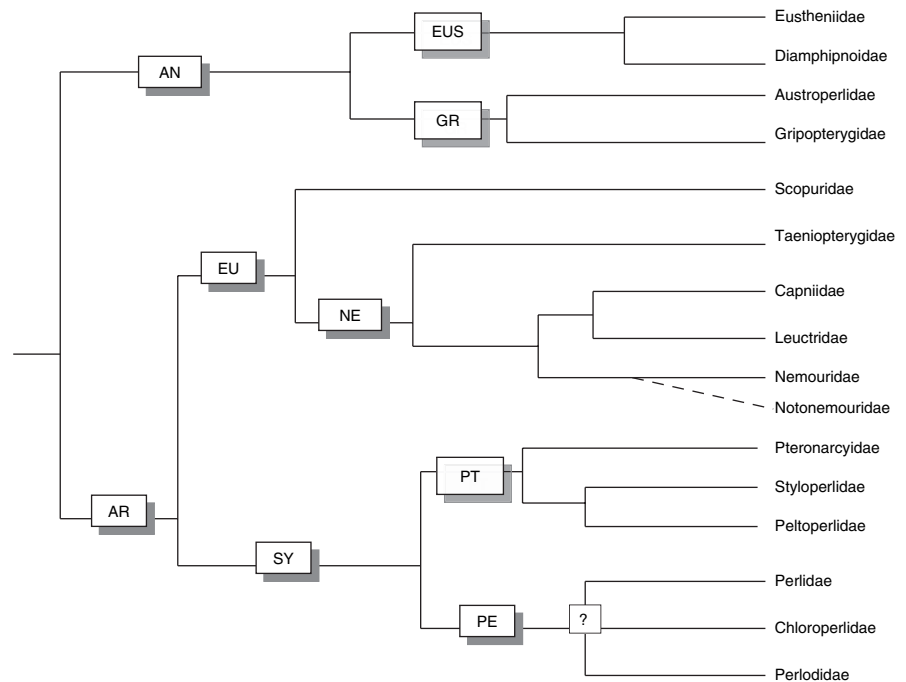 Eustheniidae
EUS
Diamphipnoidae
AN
Austroperlidae
GR
Gripopterygidae
Scopuridae
Taeniopterygidae
EU
Capniidae
NE
Leuctridae
Nemouridae
Notonemouridae
Pteronarcyidae
PT
Styloperlidae
AR
Peltoperlidae
SY
Perlidae
PE
?
Chloroperlidae
Perlodidae